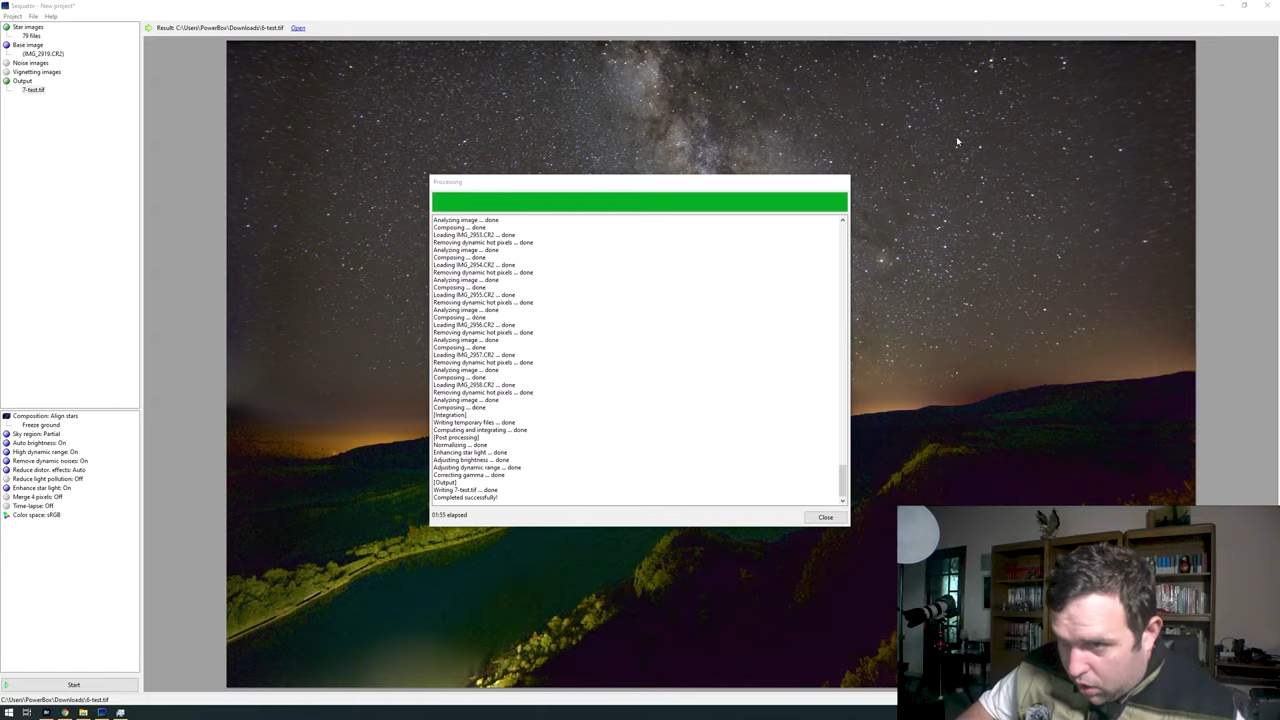 Sequator - New project*
Project File Help
Star images
79 files
Base image
(IMG_2919.CR2)
Noise images
Vignetting images
Output
7-test.tif
Result: C:\Users\PowerBox\Downloads\6-test.tif Open
Processing
Analyzing image ... done
Composing ... done
Loading IMG_2953.CR2 ... done
Removing dynamic hot pixels ... done
Analyzing image ... done
Composing ... done
Loading IMG_2954.CR2 ... done
Removing dynamic hot pixels ... done
Analyzing image ... done
Composing ... done
Loading IMG_2955.CR2 ... done
Removing dynamic hot pixels ... done
Analyzing image ... done
Composing ... done
Loading IMG_2956.CR2 ... done
Removing dynamic hot pixels ... done
Analyzing image ... done
Composing ... done
Loading IMG_2957.CR2 ... done
Removing dynamic hot pixels ... done
Analyzing image ... done
Composing ... done
Loading IMG_2958.CR2 ... done
Removing dynamic hot pixels ... done
Analyzing image ... done
Composing ... done
[Integration]
Writing temporary files ... done
Computing and integrating ... done
[Post processing]
Normalizing ... done
Enhancing star light ... done
Adjusting brightness ... done
Adjusting dynamic range ... done
Correcting gamma ... done
[Output]
Writing 7-test.tif ... done
Completed successfully!
01:55 elapsed
Close
Composition: Align stars
Freeze ground
Sky region: Partial
Auto brightness: On
High dynamic range: On
Remove dynamic noises: On
Reduce distor. effects: Auto
Reduce light pollution: Off
Enhance star light: On
Merge 4 pixels: Off
Time-lapse: Off
Color space: sRGB
Start
C:\Users\PowerBox\Downloads\6-test.tif